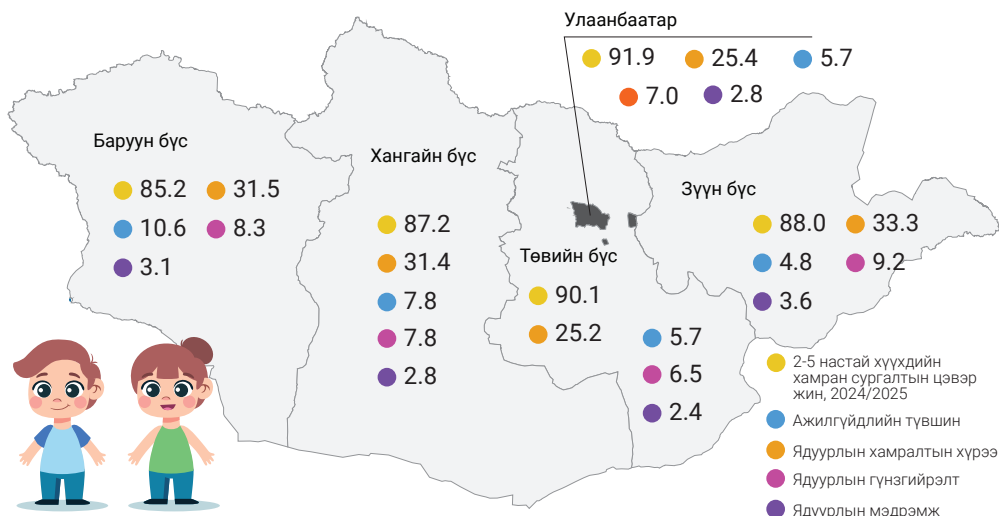 Улаанбаатар
91.9 25.4 5.7
7.0 2.8
Баруун бүс
85.2 31.5
10.6 8.3
3.1
Хангайн бүс
87.2
31.4
7.8
7.8
2.8
Төвийн бүс
90.1
25.2
5.7
6.5
2.4
Зүүн бүс
88.0 33.3
4.8 9.2
3.6
2-5 настай хүүхдийн
хамран сургалтын цэвэр
жин, 2024/2025
Ажилгүйдлийн түвшин
Ядуурлын хамралтын хүрээ
Ядуурлын гүнзгийрэлт
Ядуурлын мэдрэмж